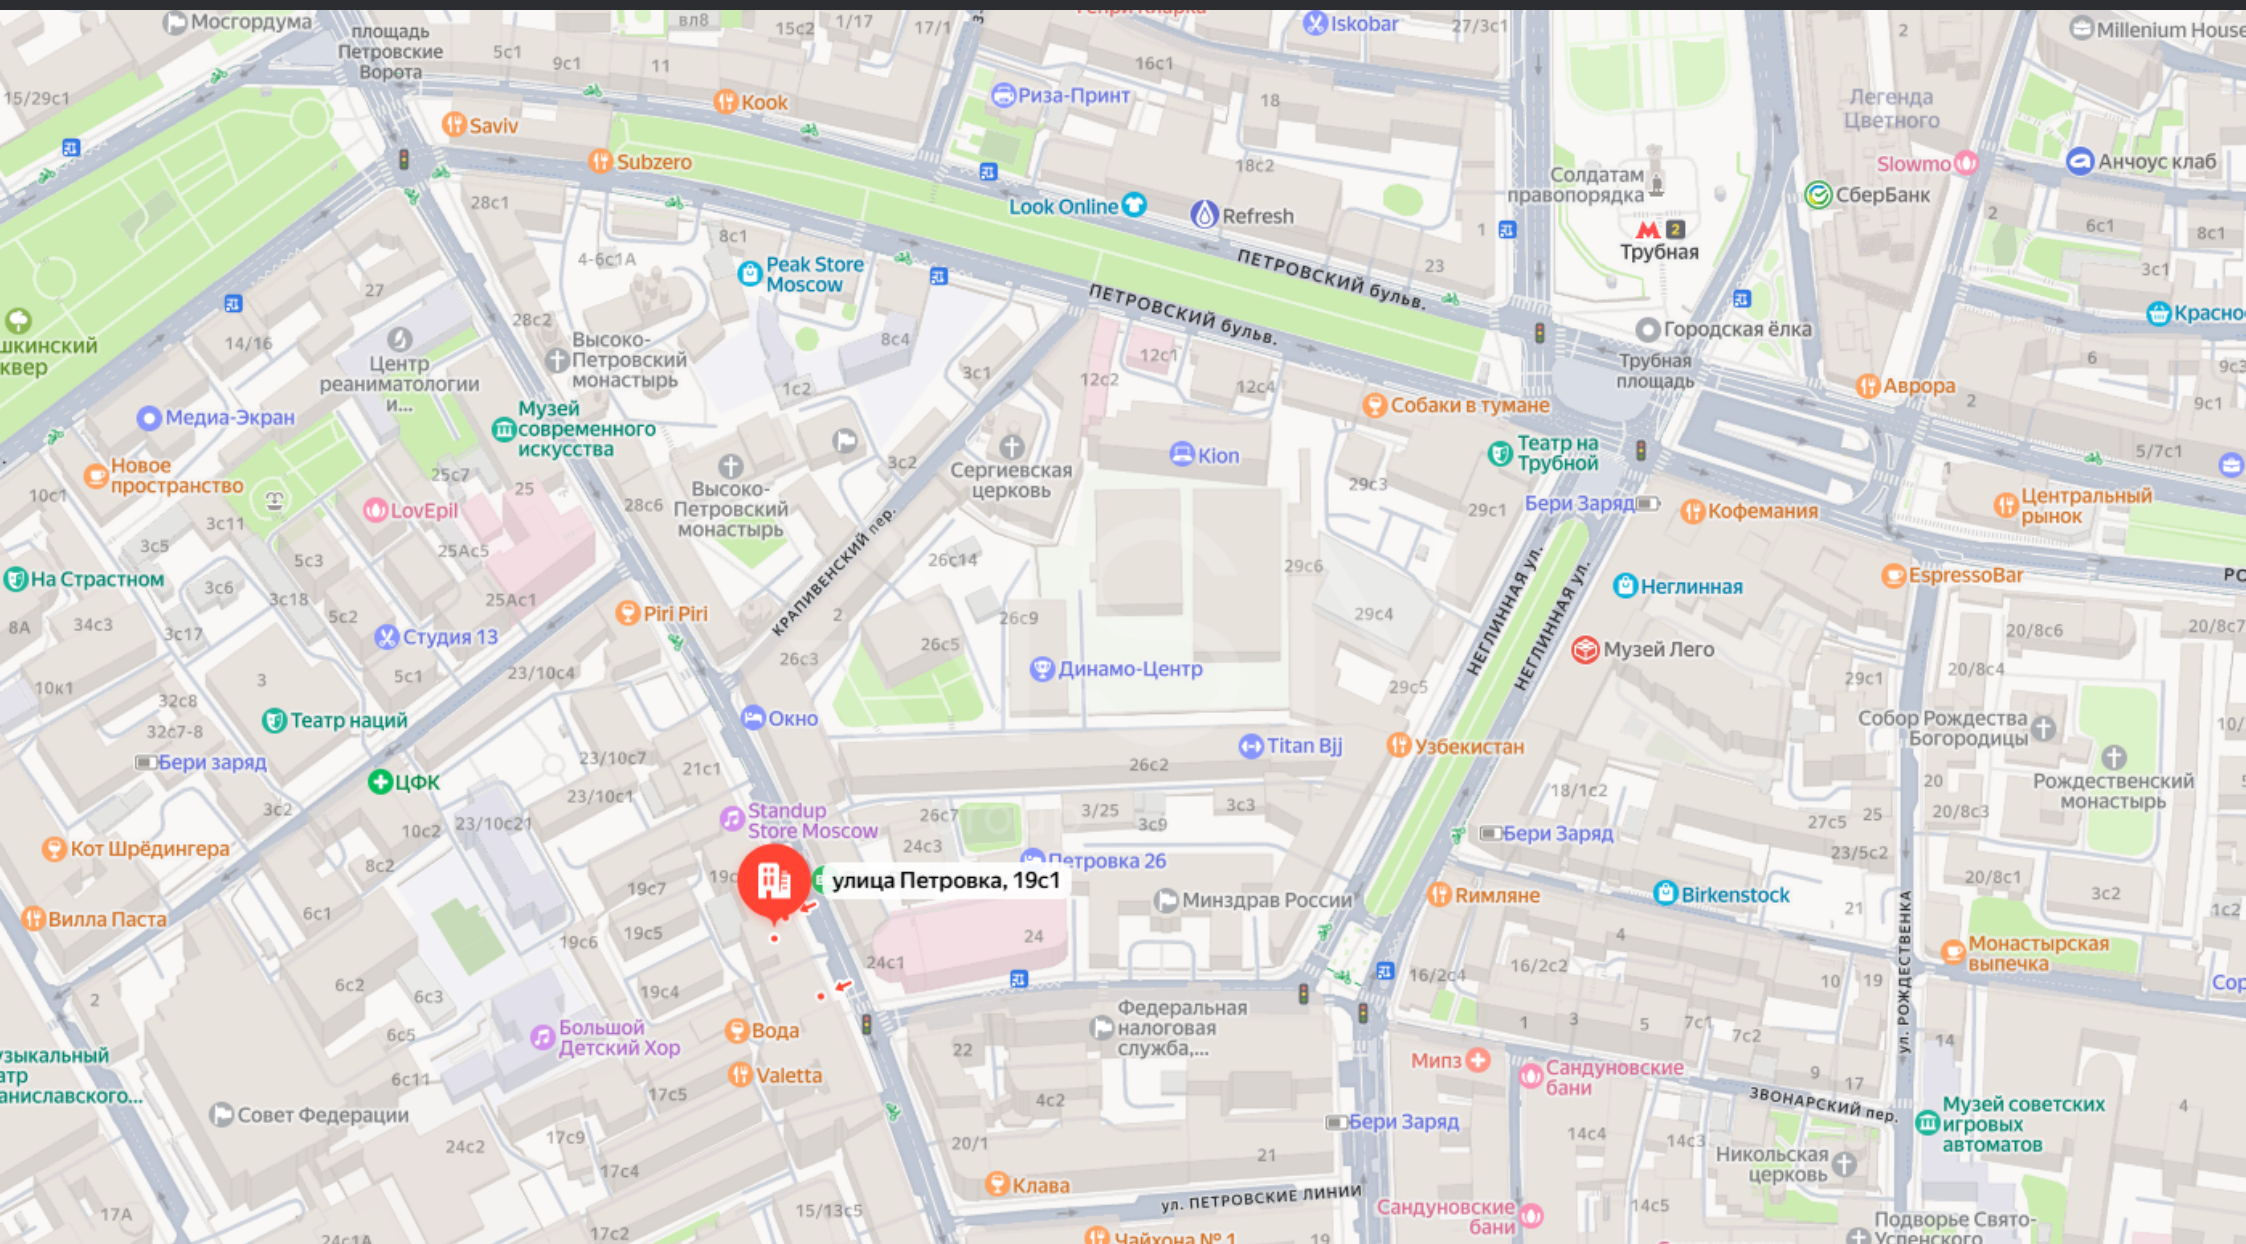 Мосгордума
площадь
Петровские
Ворота
вл8
15с2
1/17
17/1
Iskobar
27/3с1
2
Millenium House
5с1
9с1
11
16с1
15/29с1
Kook
Риза-Принт
18
Легенда
Цветного
Saviv
Subzero
18с2
Slowmo
Анчоус клаб
Солдатам
правопорядка
СберБанк
28с1
Look Online
Refresh
1
2
Трубная
2
6с1
8с1
8с1
4-6с1А
Peak Store
Moscow
ПЕТРОВСКИЙ бульв.
23
3с1
27
ПЕТРОВСКИЙ бульв.
28с2
Красно
Городская ёлка
шкинский
квер
14/16
Центр
реаниматологии
и...
Высоко-
Петровский
монастырь
8с4
1с2
3с1
12с1
12с2
12с4
Трубная
площадь
6
9с3
Аврора
2
9с1
Медиа-Экран
Музей
современного
искусства
Собаки в тумане
Театр на
Трубной
5/7с1
Новое
пространство
10с1
25с7
25
3с2
Сергиевская
церковь
Kion
29с3
1
LovEpil
28с6
Высоко-
Петровский
монастырь
29с1
Бери Заряд
Кофемания
Центральный
рынок
3с11
3с5
25Ас5
КРАПИВЕНСКИЙ пер.
26с14
29с6
5с3
На Страстном
3с6
3с18
25Ас1
НЕГЛИННАЯ ул.
НЕГЛИННАЯ ул.
Неглинная
EspressoBar
РО
8А
34с3
3с17
5с2
Piri Piri
2
26с9
29с4
20/8с6
20/8с7
Студия 13
26с5
26с3
Музей Лего
10к1
5с1
23/10с4
3
Динамо-Центр
29с5
29с1
20/8с4
32с8
32с7-8
Театр наций
Окно
Собор Рождества
Богородицы
10/
Бери заряд
23/10с7
21с1
26с2
Titan Bjj
Узбекистан
Рождественский
монастырь
ЦФК
23/10с1
18/1с2
20
3с2
10с2
23/10с21
Standup
Store Moscow
26с7
3/25
3с9
3с3
27с5
25
20/8с3
Кот Шрёдингера
8с2
24с3
Петровка 26
Бери Заряд
23/5с2
19с7
улица Петровка, 19с1
20/8с1
3с2
Вилла Паста
6с1
Минздрав России
Римляне
Birkenstock
21
1с2
19с6
19с5
24
24с1
4
Монастырская
выпечка
ул. РОЖДЕСТВЕНКА
2
6с2
6с3
19с4
16/2с4
16/2с2
10
19
Сор
6с5
Большой
Детский Хор
Вода
Федеральная
налоговая
служба,...
1
3
5
7с1
7с2
14
узыкальный
атр
аниславского...
6с11
Valetta
22
Мипз
Сандуновские
бани
9
17
17с5
4с2
ЗВОНАРСКИЙ пер.
Музей советских
игровых
автоматов
4
Совет Федерации
24с2
17с9
20/1
Бери Заряд
14с4
14с3
21
Никольская
церковь
17с4
Клава
ул. ПЕТРОВСКИЕ ЛИНИИ
17А
15/13с5
Сандуновские
бани
14с5
Подворье Свято-
Успенского
24с1А
17с2
Чайхона № 1
19